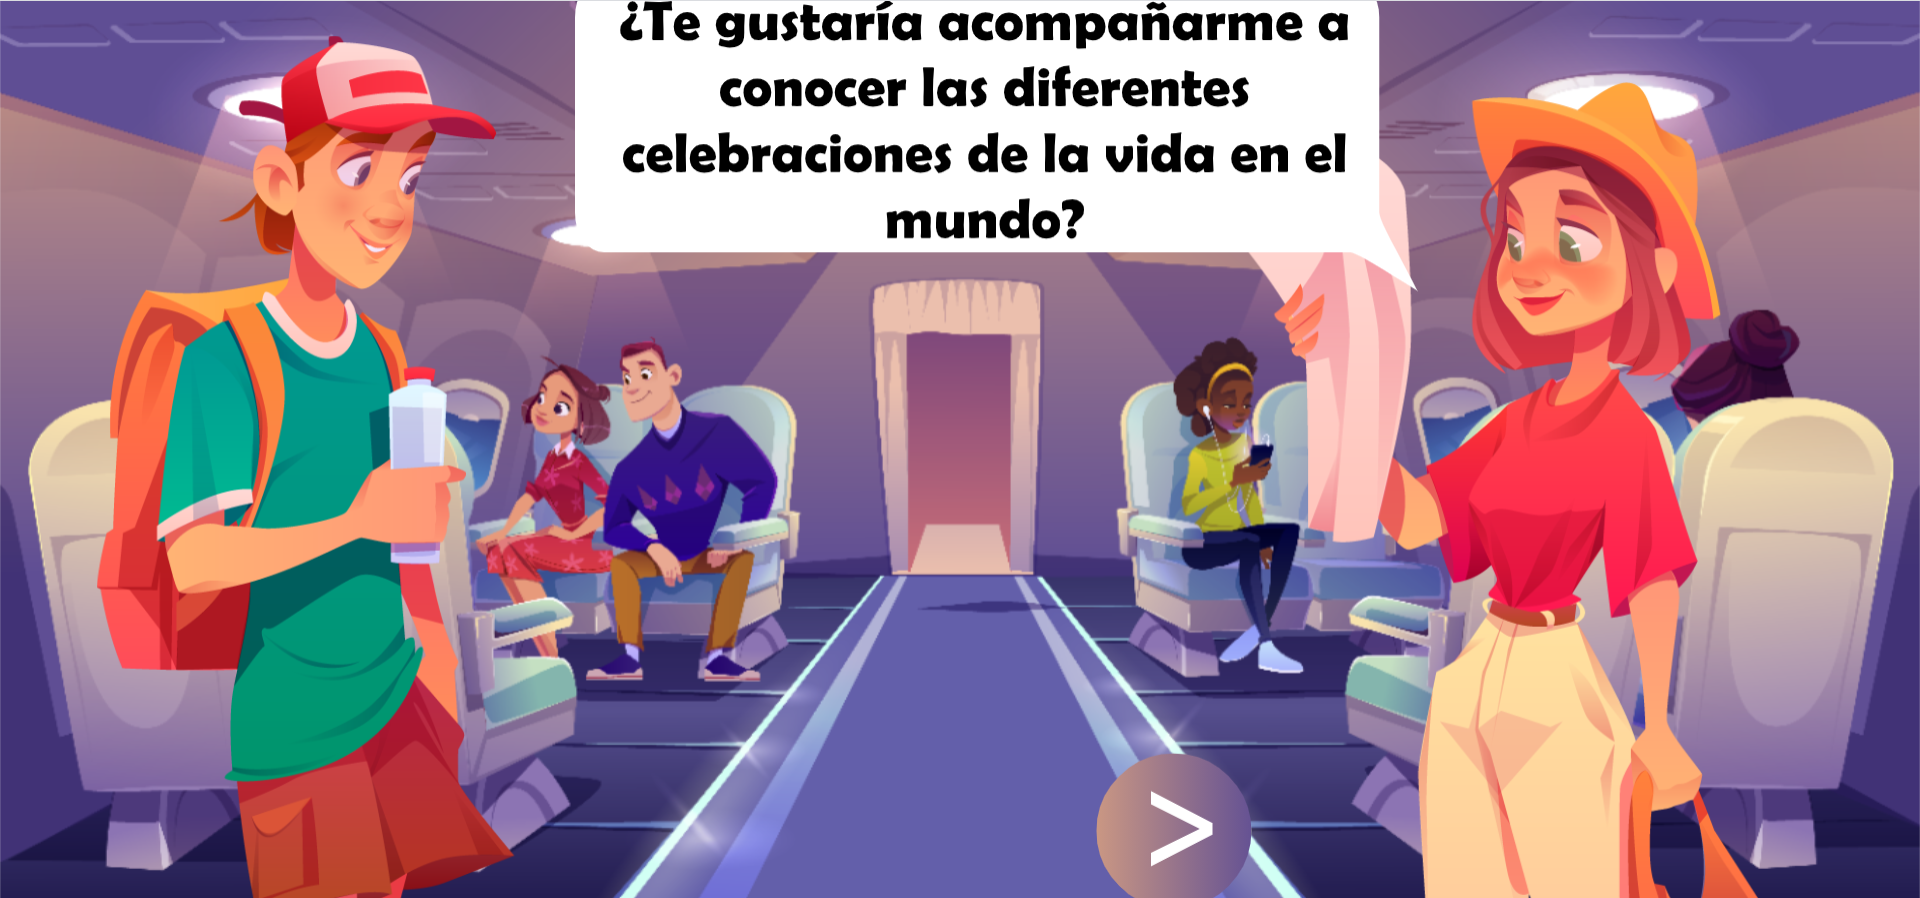 ¿Te gustaría acompañarme a
conocer las diferentes
celebraciones de la vida en el
mundo?
>